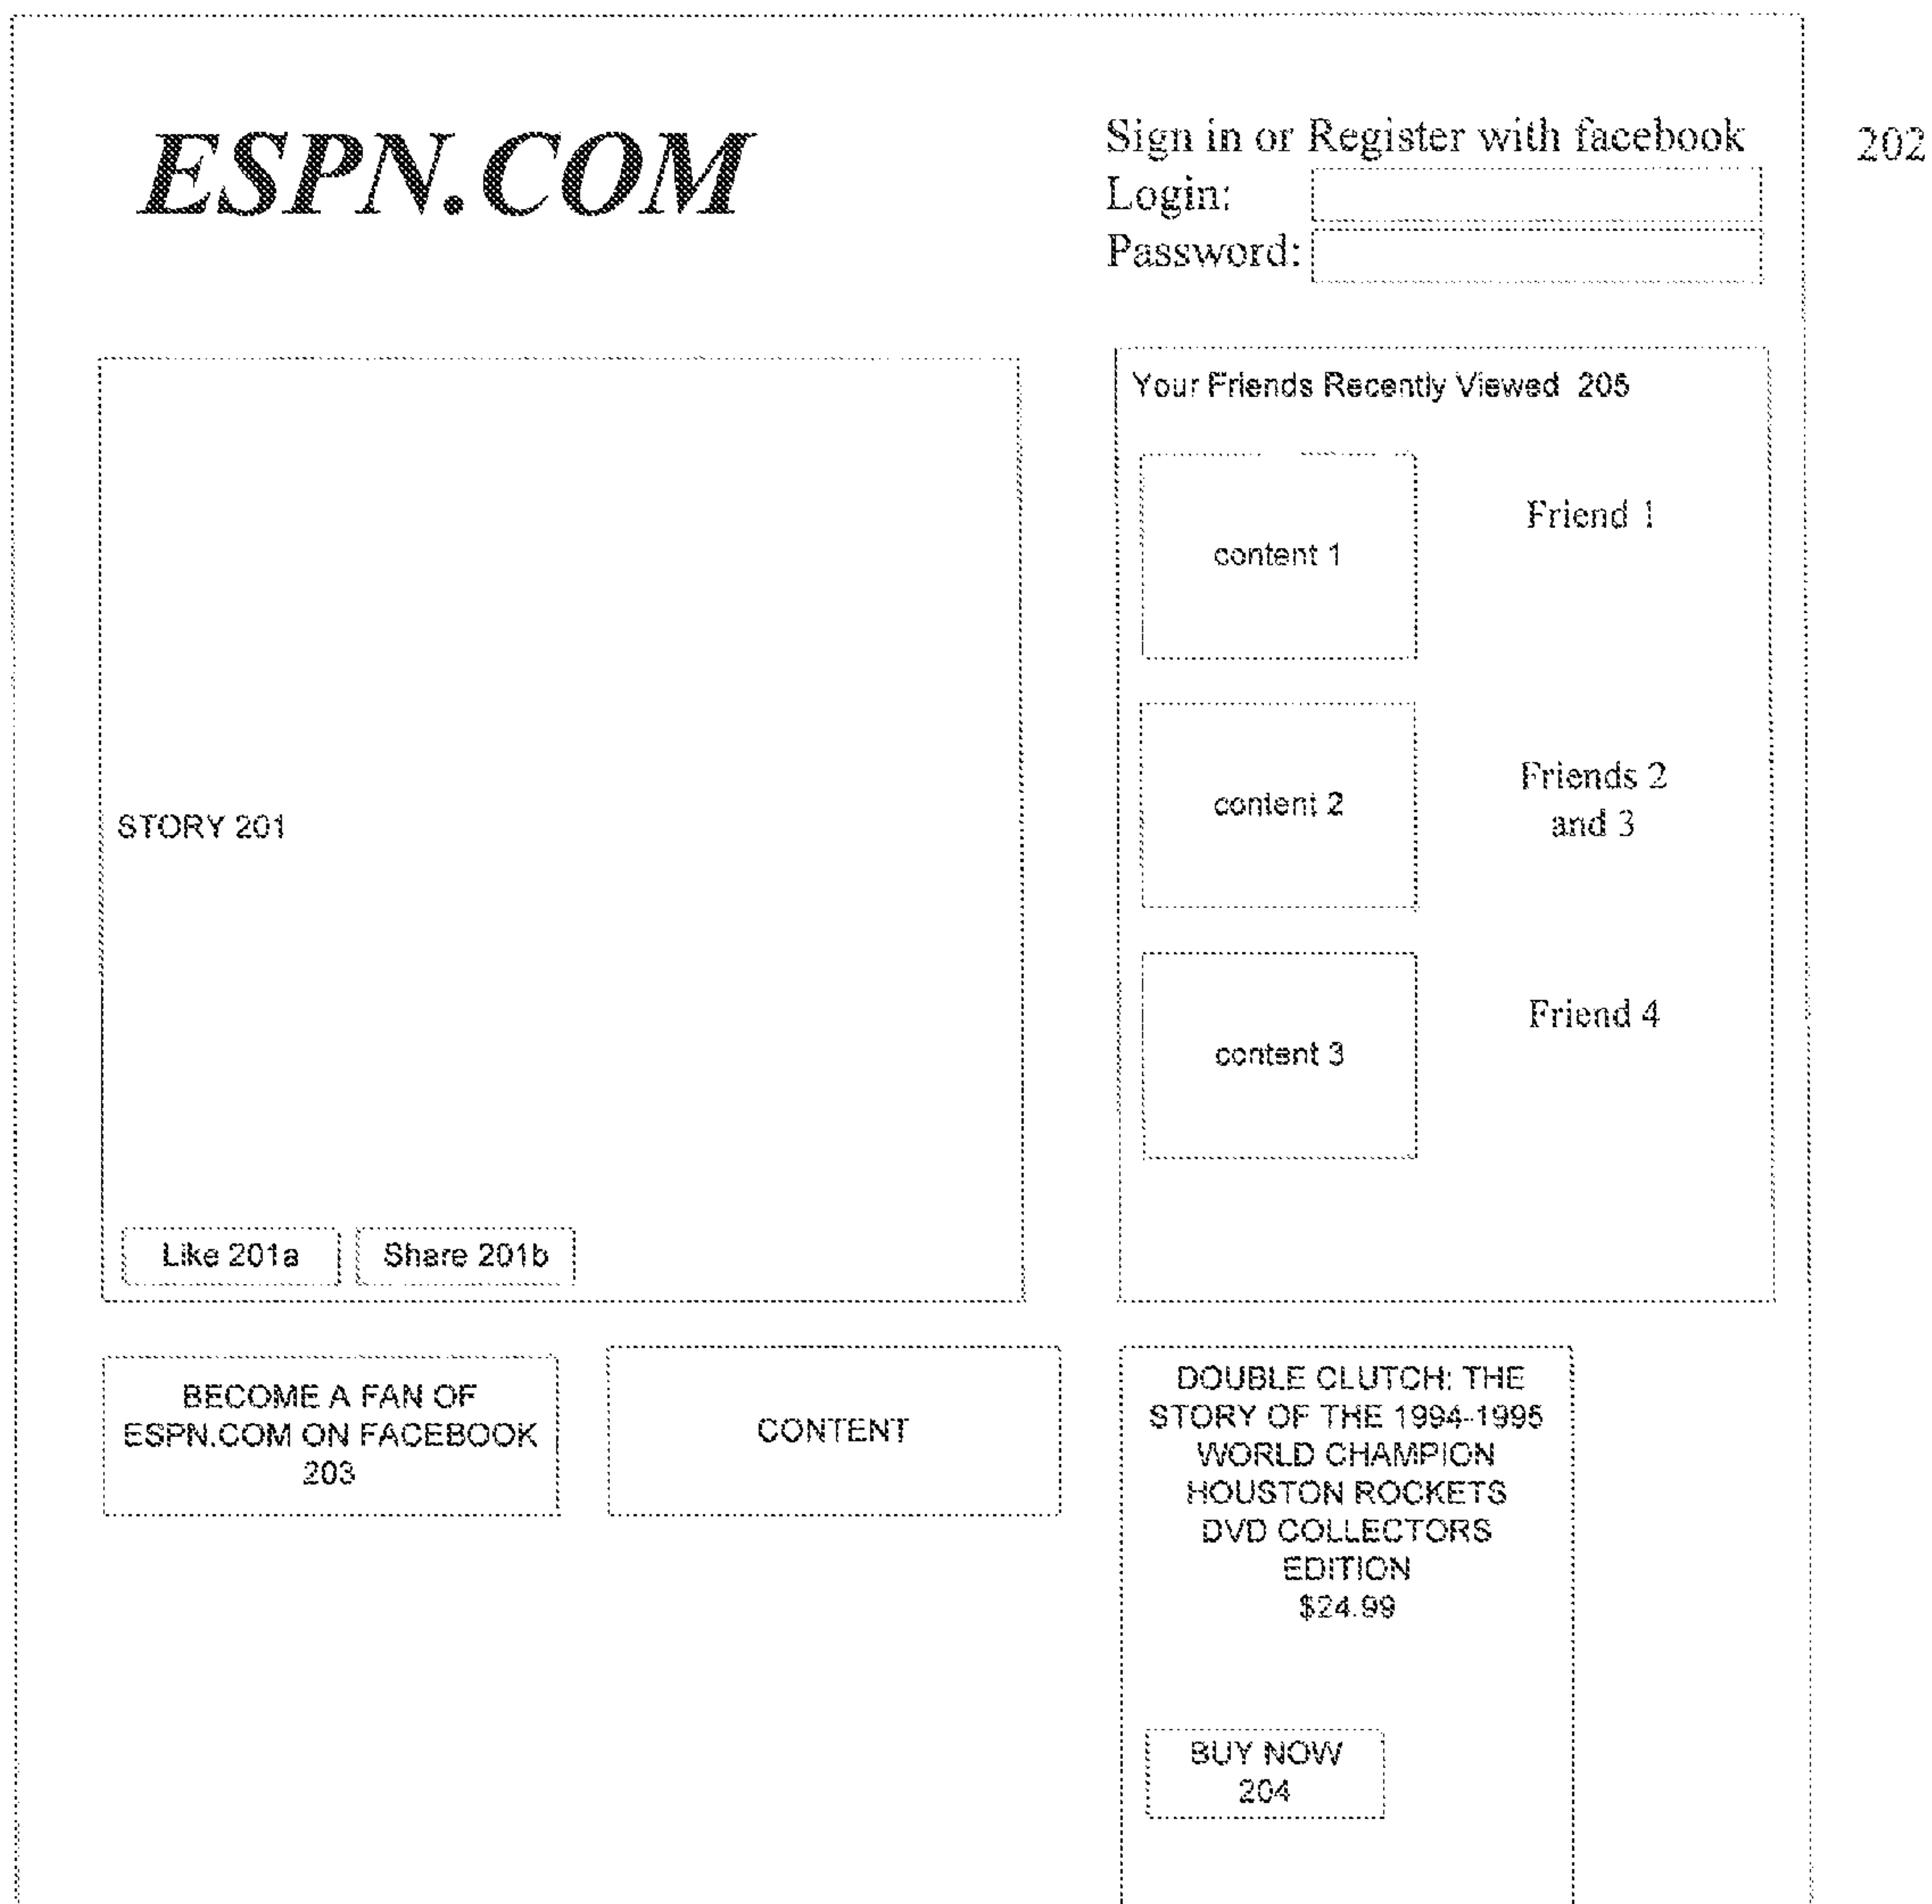 ESPN.COM
Sign in or Register with facebook
202
Login:
Password:
STORY 201
Like 201a
Share 201b
Your Friends Recently Viewed 205
content 1
Friend 1
content 2
Friends 2
and 3
content 3
Friend 4
BECOME A FAN OF
ESPN.COM ON FACEBOOK
203
CONTENT
DOUBLE CLUTCH: THE
STORY OF THE 1994-1995
WORLD CHAMPION
HOUSTON ROCKETS
DVD COLLECTORS
EDITION
$24.99
BUY NOW
204